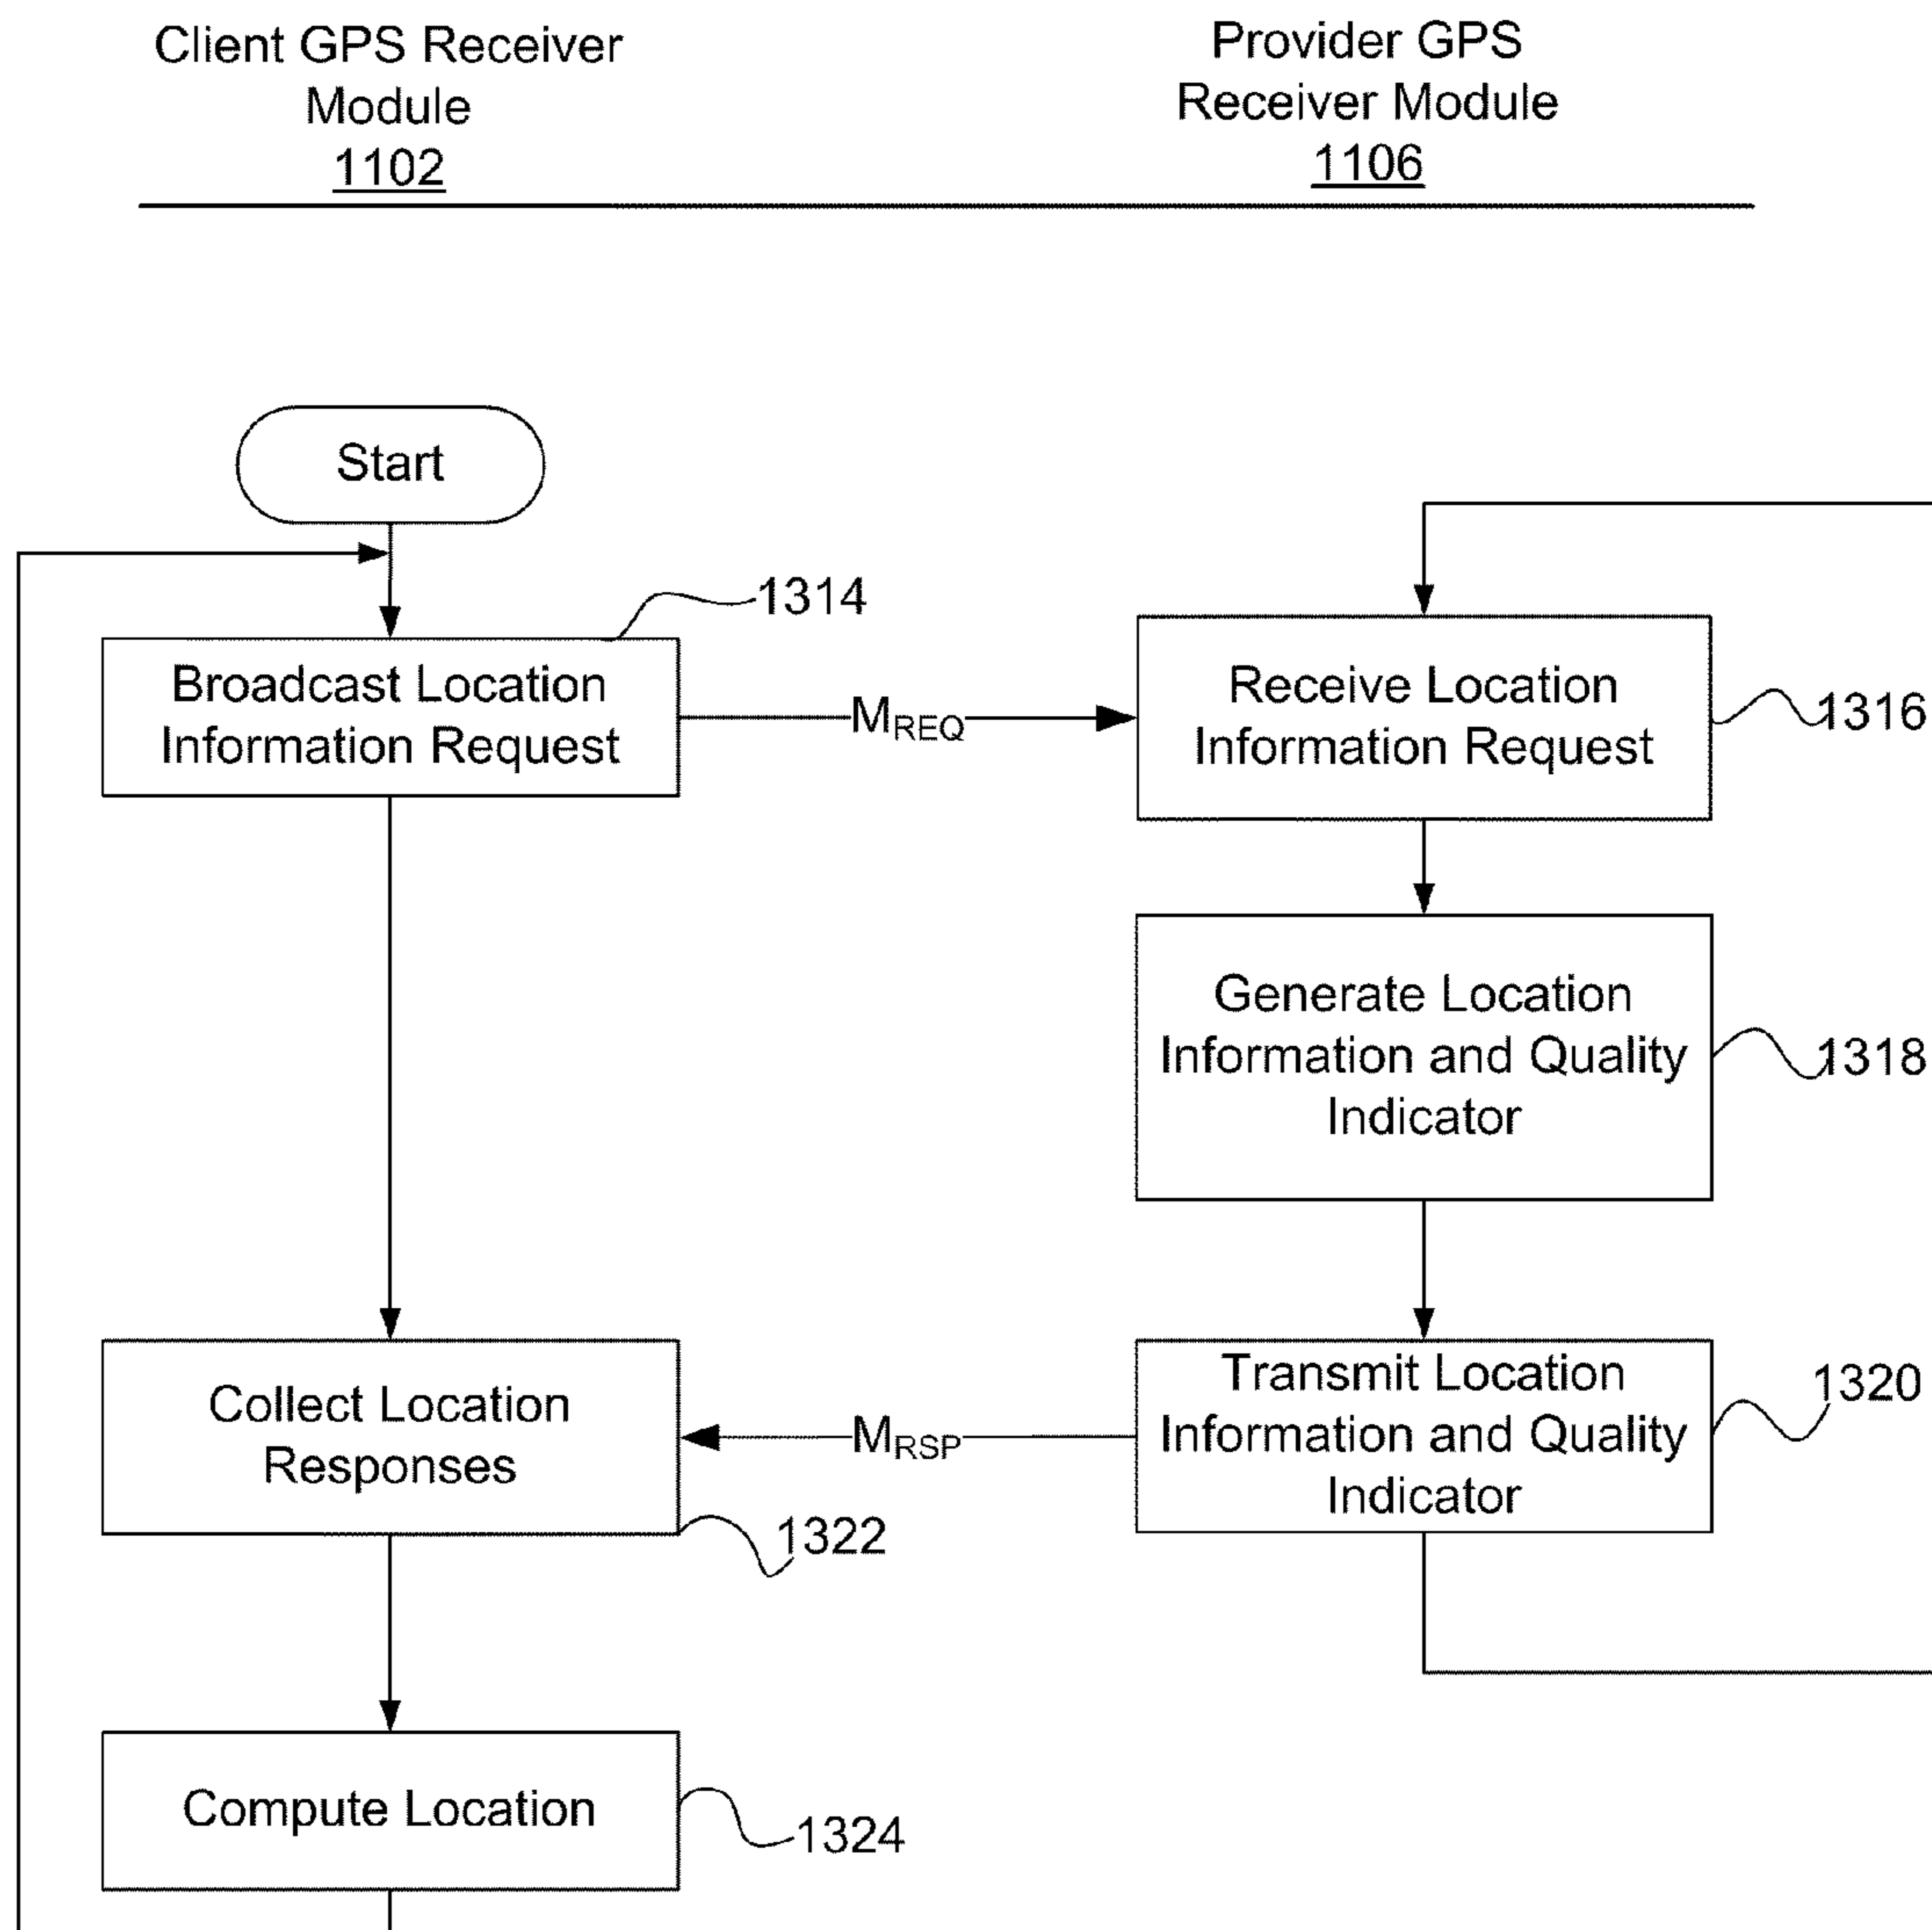 Client GPS Receiver
Module
1102
Provider GPS
Receiver Module
1106
Start
1314
Broadcast Location
Information Request
MREQ
Receive Location
Information Request
1316
Generate Location
Information and Quality
Indicator
1318
Collect Location
Responses
1322
MRSP
Transmit Location
Information and Quality
Indicator
1320
Compute Location
1324